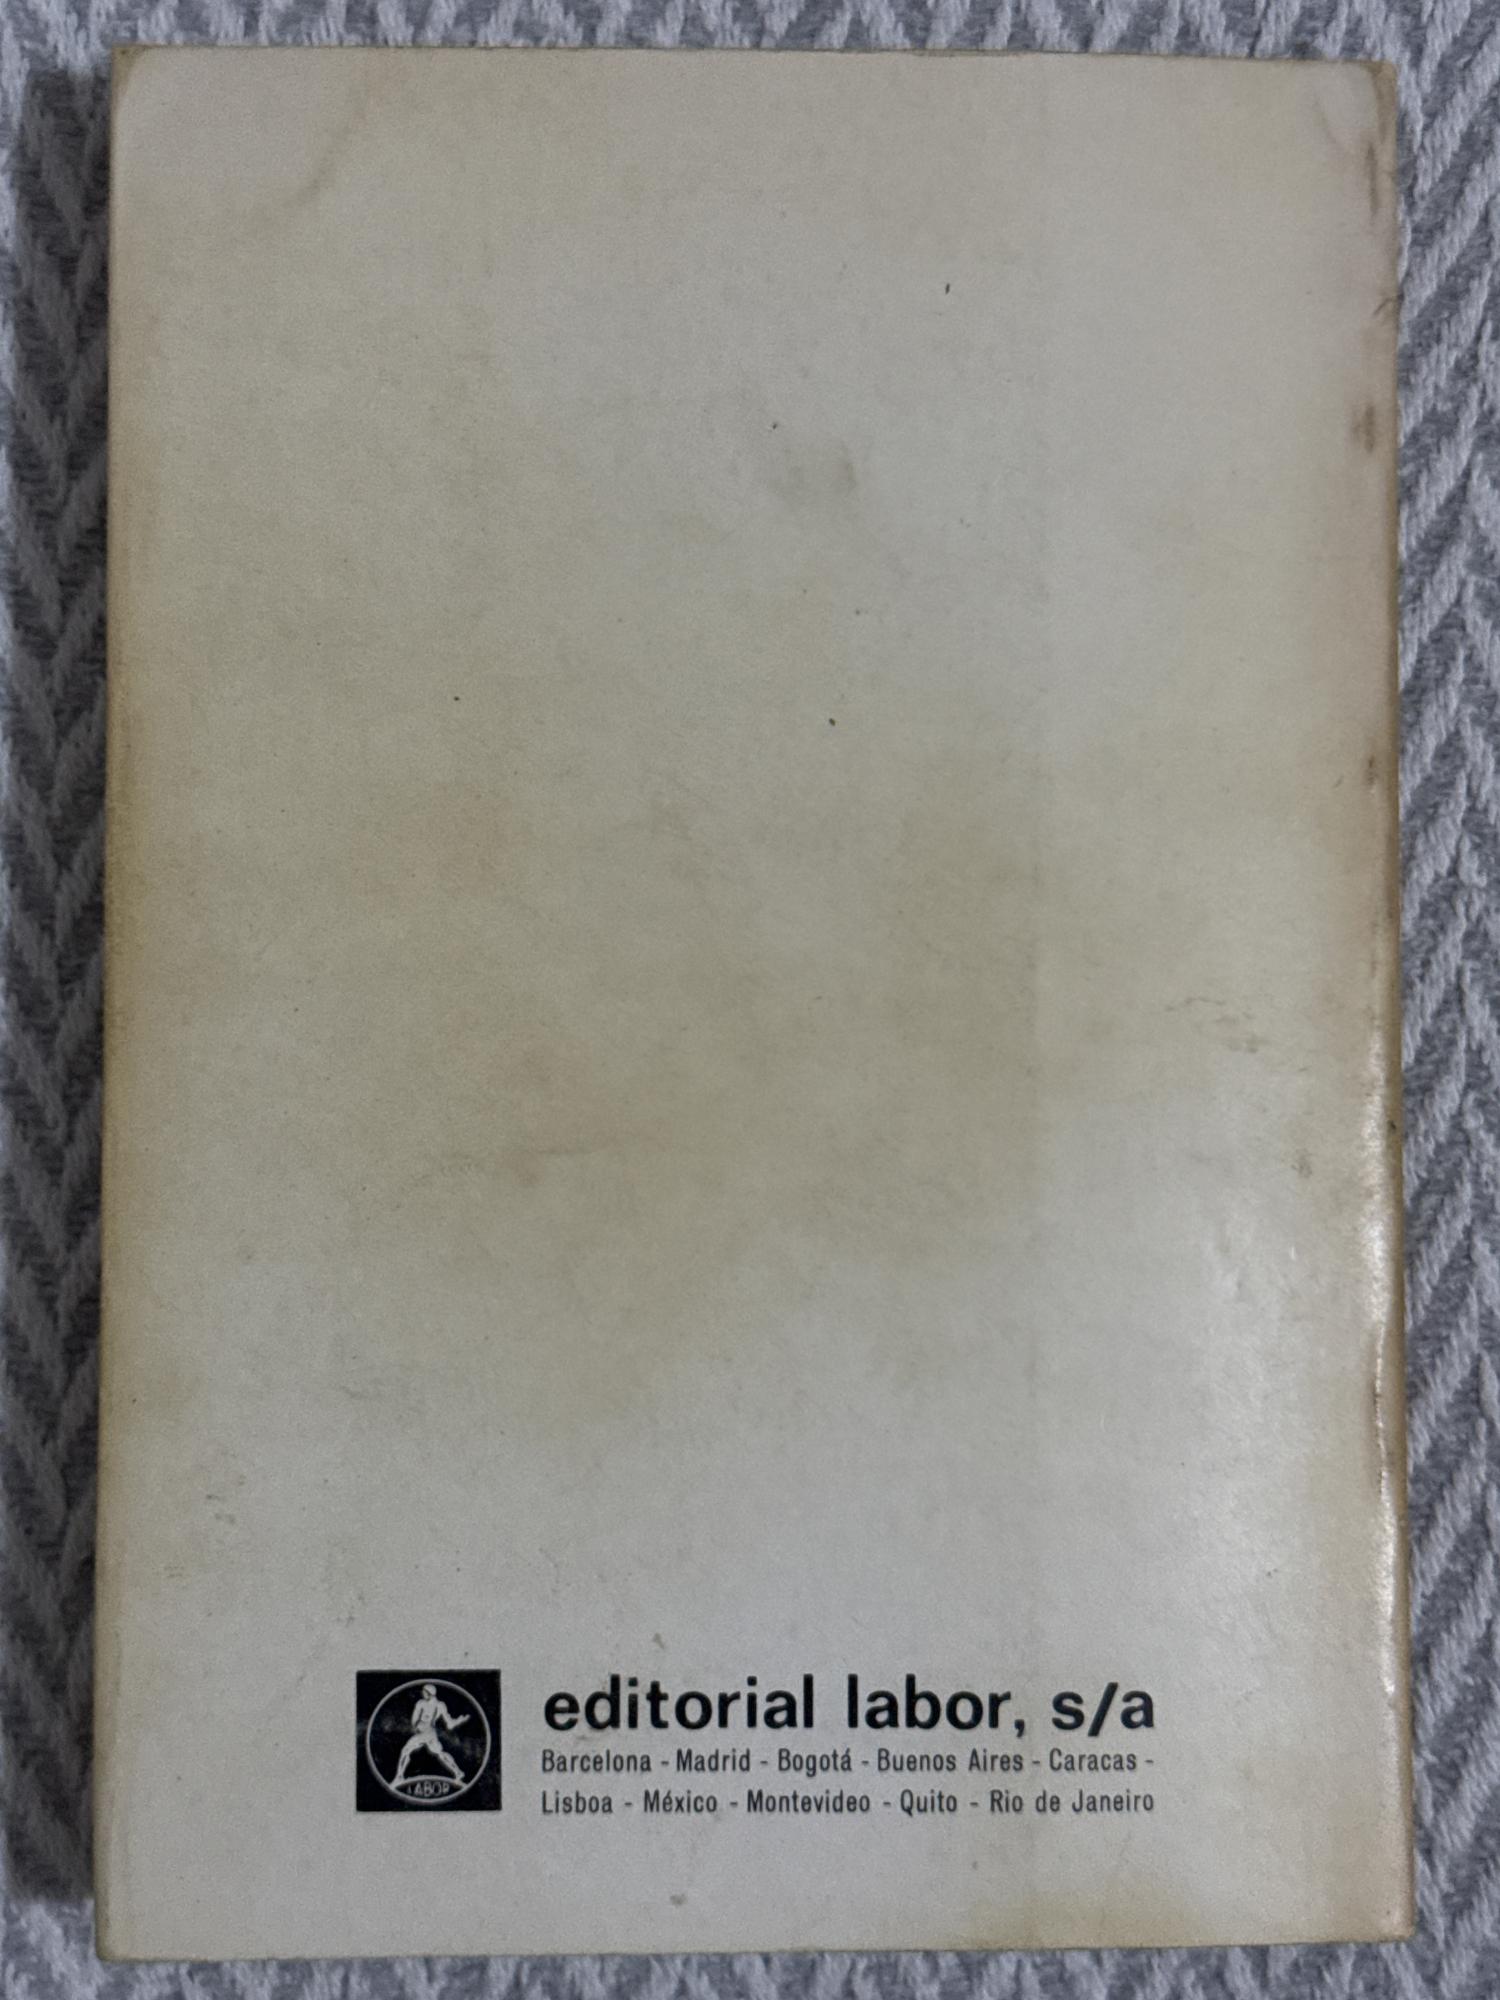 editorial labor, s/a
Barcelona - Madrid - Bogotá - Buenos Aires - Caracas -
Lisboa - México - Montevideo - Quito - Rio de Janeiro
LABOR